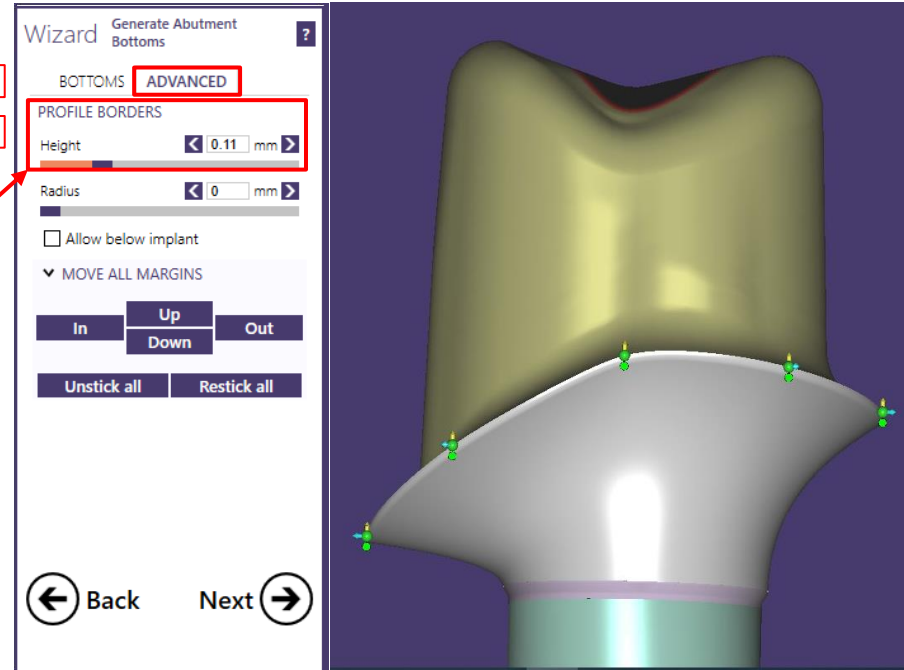 Wizard Generate Abutment Bottoms ?
BOTTOMS ADVANCED
PROFILE BORDERS
Height 0.11 mm
Radius 0 mm
Allow below implant
MOVE ALL MARGINS
Up
In Out
Down
Unstick all Restick all
Back Next